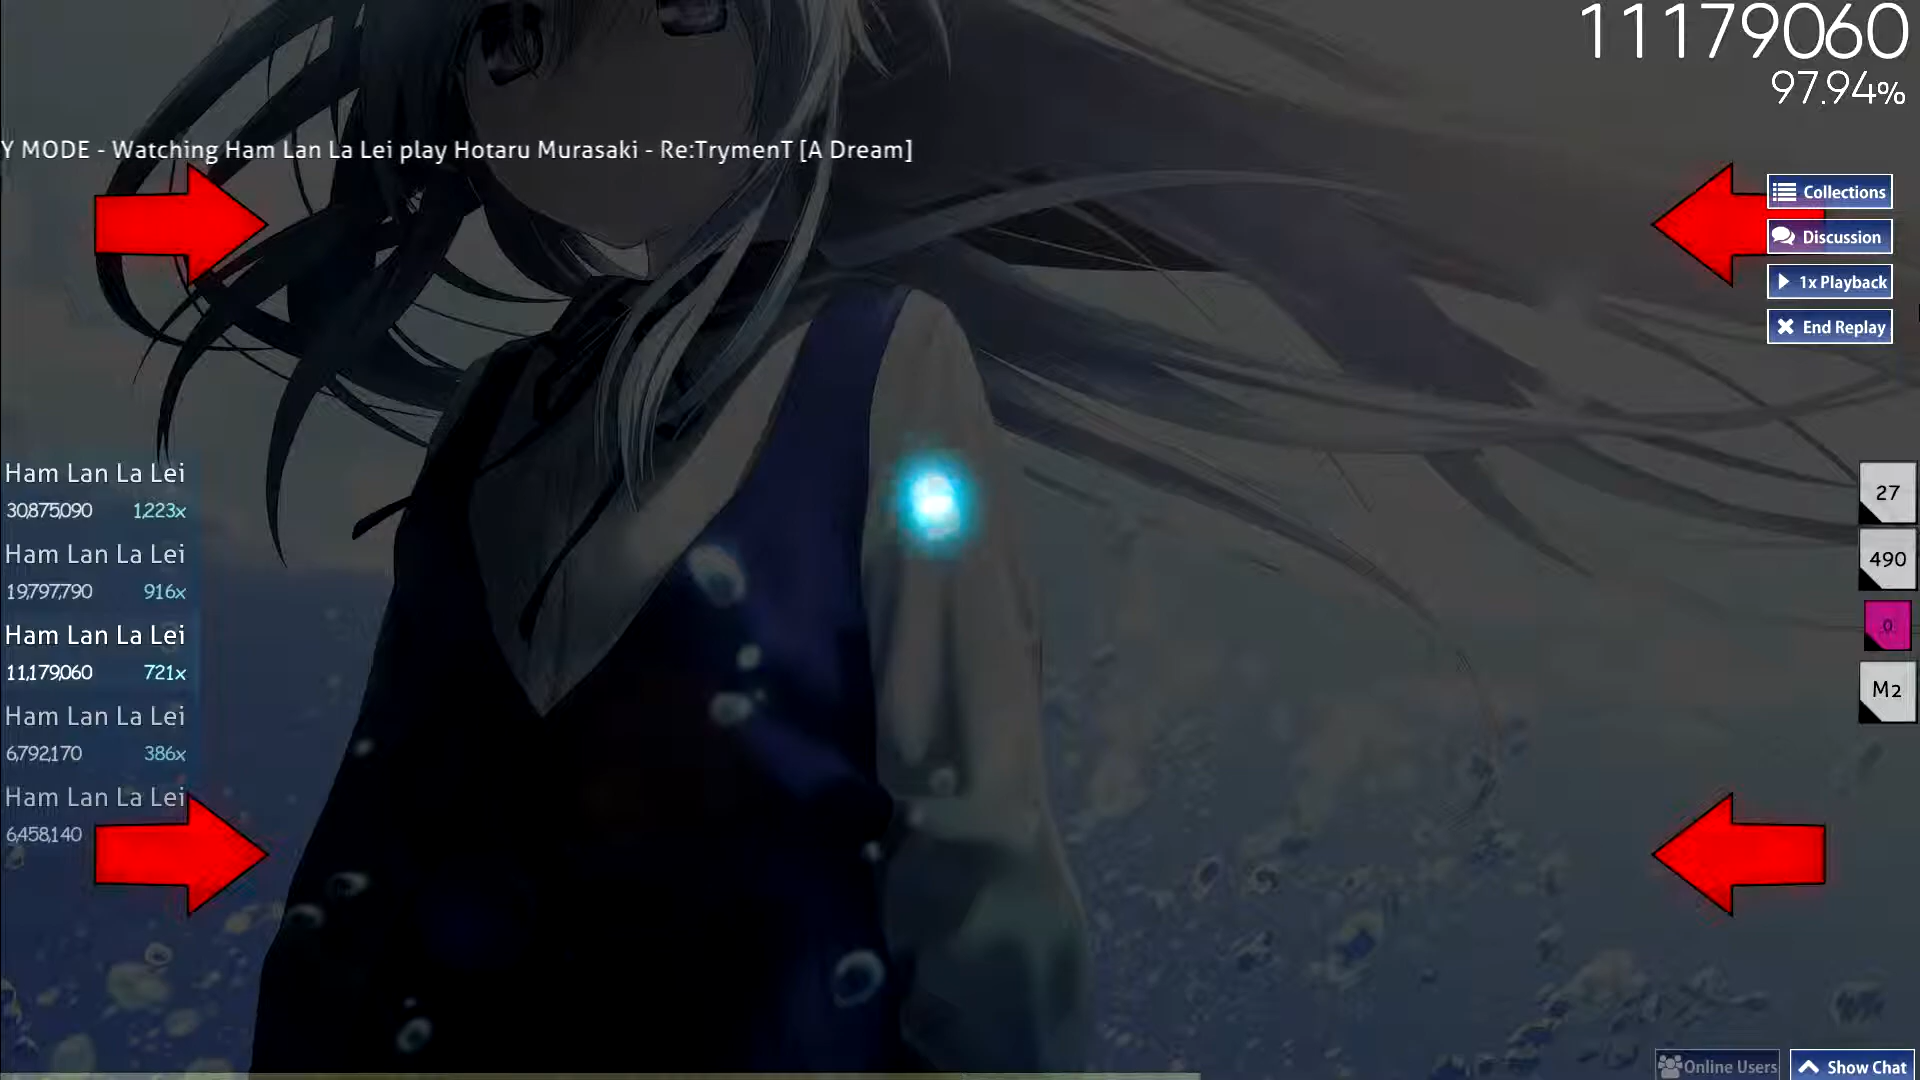 11179060
97.94%
Y MODE - Watching Ham Lan La Lei play Hotaru Murasaki - Re:TrymenT [A Dream]
Collections
Discussion
1x Playback
End Replay
Ham Lan La Lei
30,875,090 1,223x
Ham Lan La Lei
19,797,790 916x
Ham Lan La Lei
11,179,060 721x
Ham Lan La Lei
6,792,170 386x
Ham Lan La Lei
6,458,140
27
490
0
M2
Online Users
Show Chat